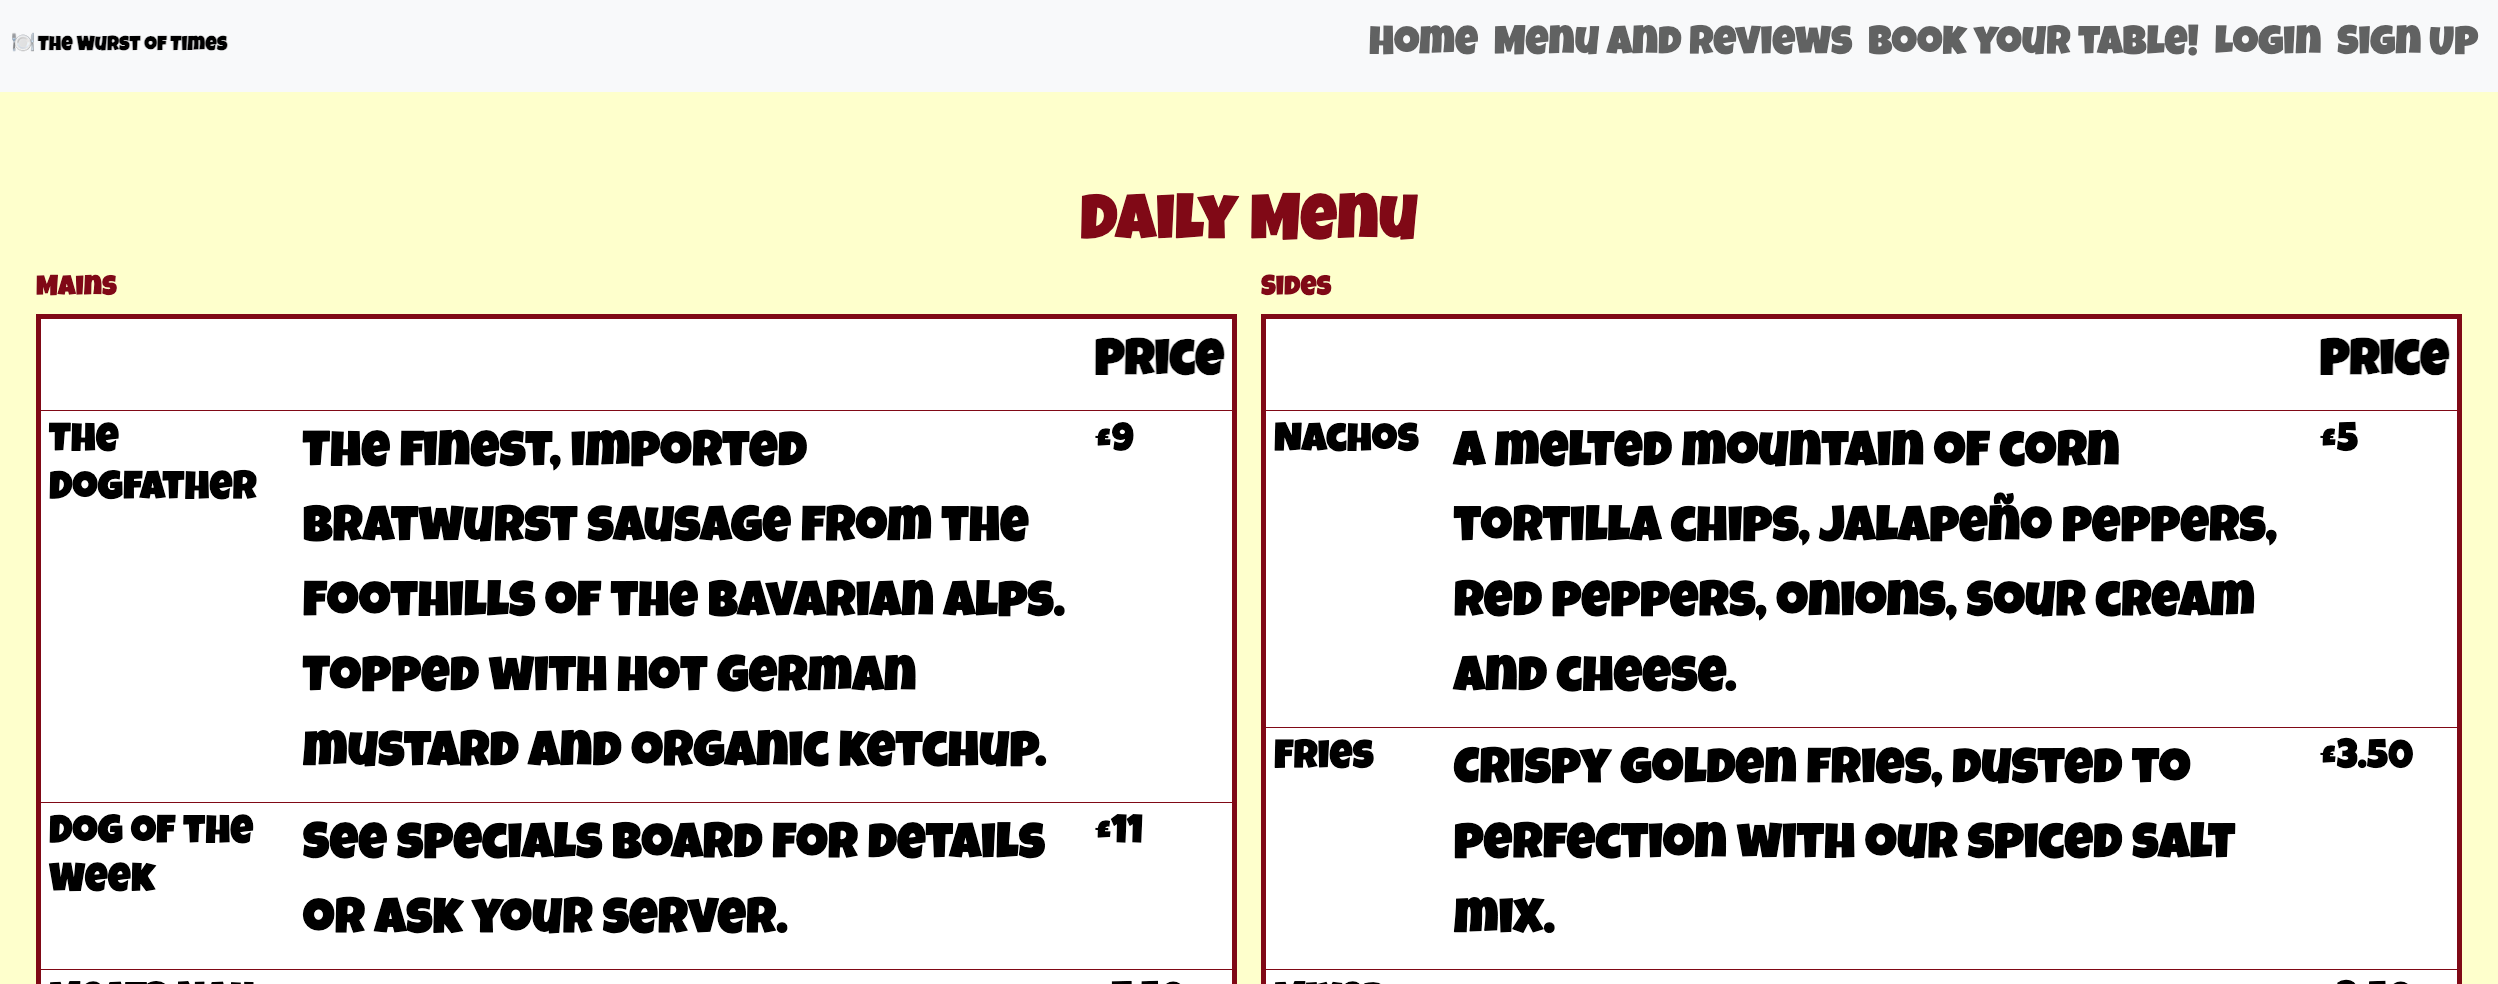 🍽️ The Wurst of Times
Home Menu and Reviews Book Your Table! Login Sign Up
Daily Menu
Mains
Price
The
Dogfather
The finest, imported
bratwurst sausage from the
foothills of the Bavarian Alps.
Topped with hot German
mustard and organic ketchup.
£9
Dog of the
Week
See specials board for details
or ask your server.
£11
Sides
Price
Nachos
A melted mountain of corn
tortilla chips, jalapeño peppers,
red peppers, onions, sour cream
and cheese.
£5
Fries
Crispy golden fries, dusted to
perfection with our spiced salt
mix.
£3.50